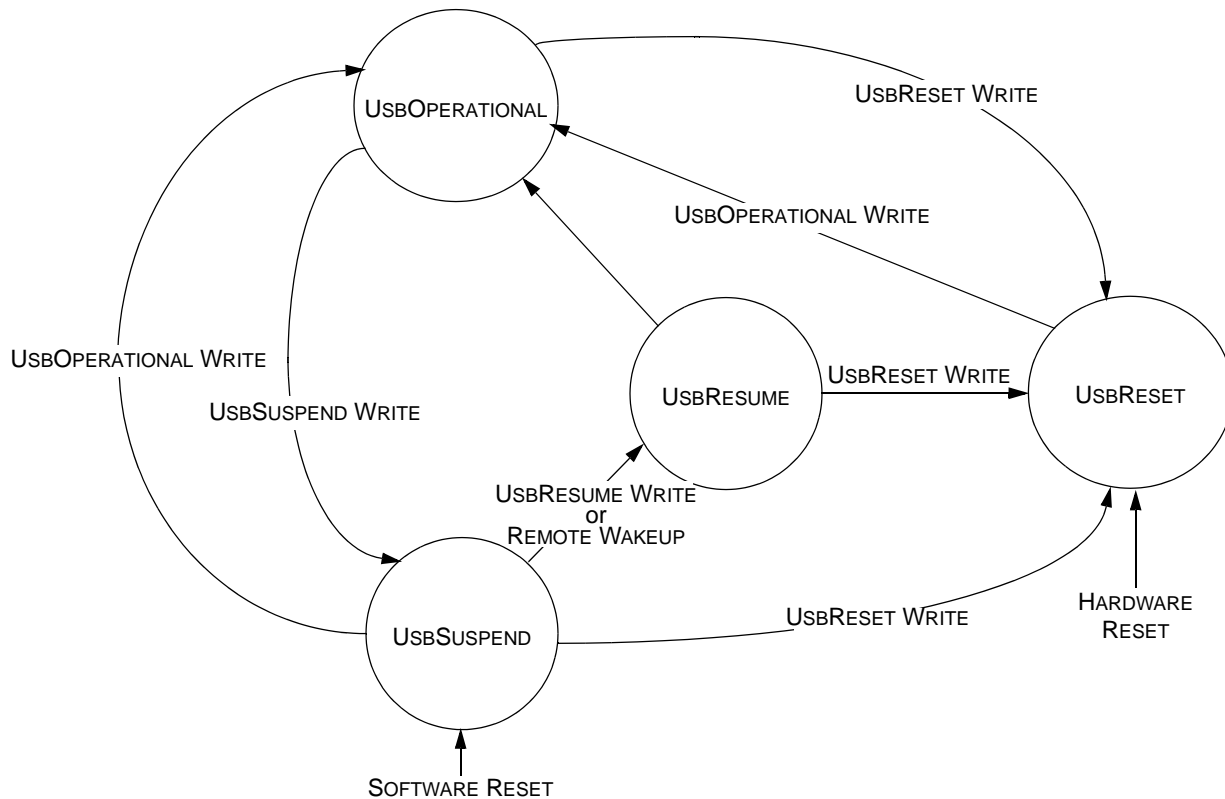 USBRESET WRITE
USBOPERATIONAL
USBOPERATIONAL WRITE
USBOPERATIONAL WRITE
USBRESET WRITE
USBRESUME
USBRESET
USBSUSPEND WRITE
USBRESUME WRITE
or
REMOTE WAKEUP
HARDWARE
RESET
USBRESET WRITE
USBSUSPEND
SOFTWARE RESET